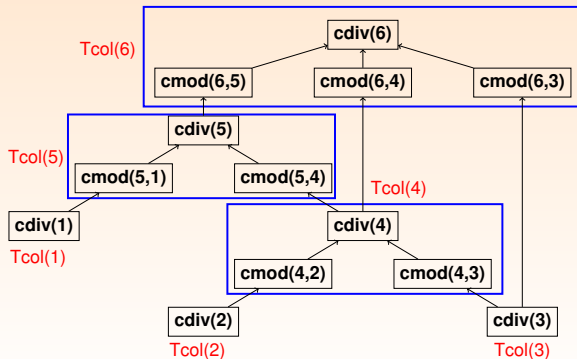 cdiv(6)
Tcol(6)
cmod(6,5) cmod(6,4) cmod(6,3)
cdiv(5)
Tcol(5)
cmod(5,1) cmod(5,4)
Tcol(4)
cdiv(1) cdiv(4)
Tcol(1)
cmod(4,2) cmod(4,3)
cdiv(2) cdiv(3)
Tcol(2) Tcol(3)